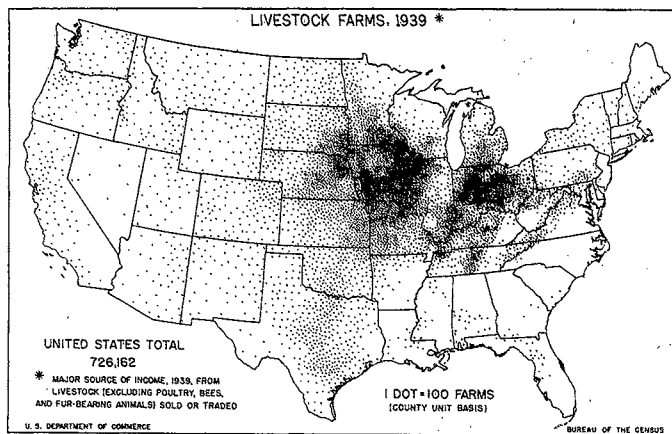 LIVESTOCK FARMS, 1939 *
UNITED STATES TOTAL
726,162
* MAJOR SOURCE OF INCOME, 1939, FROM
LIVESTOCK (EXCLUDING POULTRY, BEES,
AND FUR-BEARING ANIMALS) SOLD OR TRADED
1 DOT = 100 FARMS
(COUNTY UNIT BASIS)
U. S. DEPARTMENT OF COMMERCE
BUREAU OF THE CENSUS